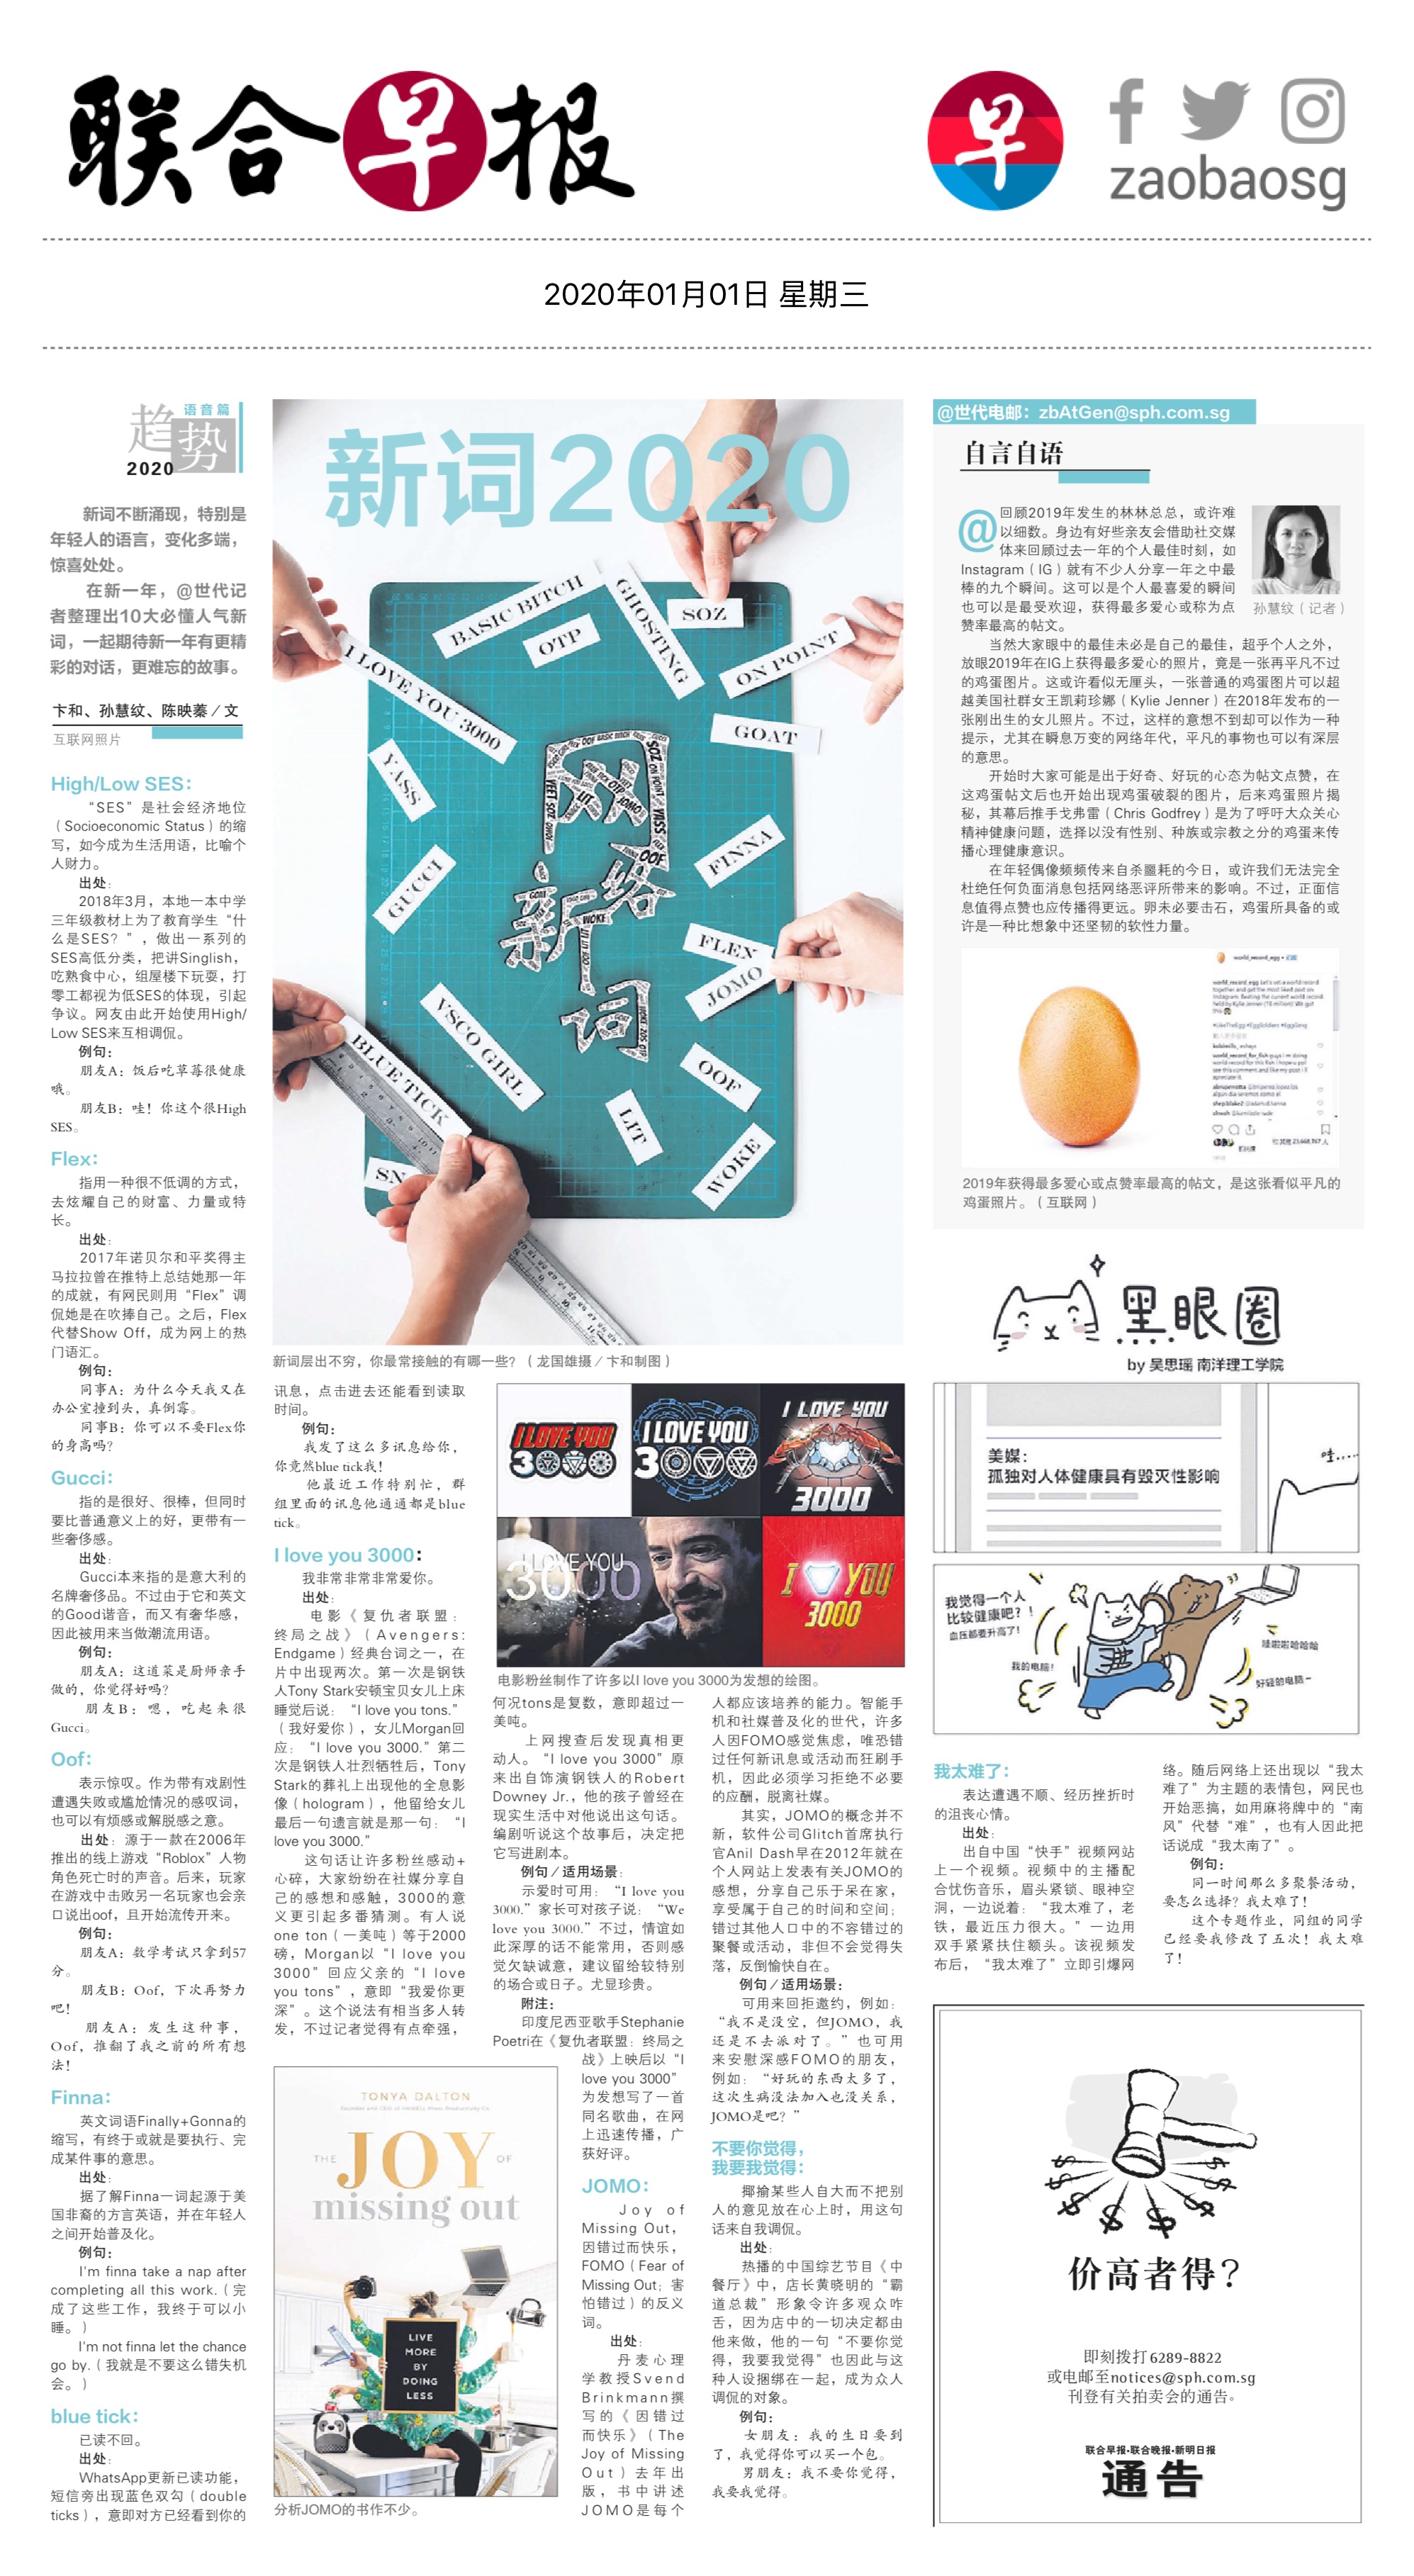 联合早报
早
zaobaosg
2020年01月01日 星期三
趋势
语音篇
2020
新词不断涌现，特别是
年轻人的语言，变化多端，
惊喜处处。
在新一年，@世代记
者整理出10大必懂人气新
词，一起期待新一年有更精
彩的对话，更难忘的故事。
卞和、孙慧纹、陈映蓁／文
互联网照片
High/Low SES：
“SES”是社会经济地位
（Socioeconomic Status）的缩
写，如今成为生活用语，比喻个
人财力。
出处：
2018年3月，本地一本中学
三年级教材上为了教育学生“什
么是SES？”，做出一系列的
SES高低分类，把讲Singlish，
吃熟食中心，组屋楼下玩耍，打
零工都视为低SES的体现，引起
争议。网友由此开始使用High/
Low SES来互相调侃。
例句：
朋友A：饭后吃草莓很健康
哦。
朋友B：哇！你这个很High
SES。
Flex：
指用一种很不低调的方式，
去炫耀自己的财富、力量或特
长。
出处：
2017年诺贝尔和平奖得主
马拉拉曾在推特上总结她那一年
的成就，有网民则用“Flex”调
侃她是在吹捧自己。之后，Flex
代替Show Off，成为网上的热
门语汇。
例句：
同事A：为什么今天我又在
办公室撞到头，真倒霉。
同事B：你可以不要Flex你
的身高吗？
Gucci：
指的是很好、很棒，但同时
要比普通意义上的好，更带有一
些奢侈感。
出处：
Gucci本来指的是意大利的
名牌奢侈品。不过由于它和英文
的Good谐音，而又有奢华感，
因此被用来当做潮流用语。
例句：
朋友A：这道菜是厨师亲手
做的，你觉得好吗？
朋友B：嗯，吃起来很
Gucci。
Oof：
表示惊叹。作为带有戏剧性
遭遇失败或尴尬情况的感叹词，
也可以有烦感或解脱感之意。
出处：源于一款在2006年
推出的线上游戏“Roblox”人物
角色死亡时的声音。后来，玩家
在游戏中击败另一名玩家也会亲
口说出oof，且开始流传开来。
例句：
朋友A：数学考试只拿到57
分。
朋友B：Oof，下次再努力
吧！
朋友A：发生这种事，
Oof，推翻了我之前的所有想
法！
Finna：
英文词语Finally+Gonna的
缩写，有终于或就是要执行、完
成某件事的意思。
出处：
据了解Finna一词起源于美
国非裔的方言英语，并在年轻人
之间开始普及化。
例句：
I'm finna take a nap after
completing all this work.（完
成了这些工作，我终于可以小
睡。）
I'm not finna let the chance
go by.（我就是不要这么错失机
会。）
blue tick：
已读不回。
出处：
WhatsApp更新已读功能，
短信旁出现蓝色双勾（double
ticks），意即对方已经看到你的
新词2020
BASIC BITCH
OTP
GHOSTING
SOZ
ON POINT
I LOVE YOU 3000
GOAT
YASS
GUCCI
FINNA
FLEX
JOMO
VSCO GIRL
BLUE TICK
OOF
LIT
WOKE
SN
网络新词
新词层出不穷，你最常接触的有哪一些？（龙国雄摄／卞和制图）
讯息，点击进去还能看到读取
时间。
例句：
我发了这么多讯息给你，
你竟然blue tick我！
他最近工作特别忙，群
组里面的讯息他通通都是blue
tick。
I love you 3000：
我非常非常非常爱你。
出处：
电影《复仇者联盟：
终局之战》（Avengers:
Endgame）经典台词之一，在
片中出现两次。第一次是钢铁
人Tony Stark安顿宝贝女儿上床
睡觉后说：“I love you tons.”
（我好爱你），女儿Morgan回
应：“I love you 3000.”第二
次是钢铁人壮烈牺牲后，Tony
Stark的葬礼上出现他的全息影
像（hologram），他留给女儿
最后一句遗言就是那一句：“I
love you 3000.”
这句话让许多粉丝感动+
心碎，大家纷纷在社媒分享自
己的感想和感触，3000的意
义更引起多番猜测。有人说
one ton（一美吨）等于2000
磅，Morgan以“I love you
3000”回应父亲的“I love
you tons”，意即“我爱你更
深”。这个说法有相当多人转
发，不过记者觉得有点牵强，
I LOVE YOU
3000
I LOVE YOU
3000
I LOVE YOU
3000
I LOVE YOU
3000
I YOU
3000
电影粉丝制作了许多以I love you 3000为发想的绘图。
何况tons是复数，意即超过一
美吨。
上网搜查后发现真相更
动人。“I love you 3000”原
来出自饰演钢铁人的Robert
Downey Jr.，他的孩子曾经在
现实生活中对他说出这句话。
编剧听说这个故事后，决定把
它写进剧本。
例句／适用场景：
示爱时可用：“I love you
3000.”家长可对孩子说：“We
love you 3000.”不过，情谊如
此深厚的话不能常用，否则感
觉欠缺诚意，建议留给较特别
的场合或日子。尤显珍贵。
附注：
印度尼西亚歌手Stephanie
Poetri在《复仇者联盟：终局之
战》上映后以“I
love you 3000”
为发想写了一首
同名歌曲，在网
上迅速传播，广
获好评。
JOMO：
Joy of
Missing Out，
因错过而快乐，
FOMO（Fear of
Missing Out；害
怕错过）的反义
词。
出处：
丹麦心理
学教授Svend
Brinkmann撰
写的《因错过
而快乐》（The
Joy of Missing
Out）去年出
版，书中讲述
JOMO是每个
TONYA DALTON
THE JOY OF
missing out
LIVE
MORE
BY
DOING
LESS
分析JOMO的书作不少。
人都应该培养的能力。智能手
机和社媒普及化的世代，许多
人因FOMO感觉焦虑，唯恐错
过任何新讯息或活动而狂刷手
机，因此必须学习拒绝不必要
的应酬，脱离社媒。
其实，JOMO的概念并不
新，软件公司Glitch首席执行
官Anil Dash早在2012年就在
个人网站上发表有关JOMO的
感想，分享自己乐于呆在家，
享受属于自己的时间和空间；
错过其他人口中的不容错过的
聚餐或活动，非但不会觉得失
落，反倒愉快自在。
例句／适用场景：
可用来回拒邀约，例如：
“我不是没空，但JOMO，我
还是不去派对了。”也可用
来安慰深感FOMO的朋友，
例如：“好玩的东西太多了，
这次生病没法加入也没关系，
JOMO是吧？”
不要你觉得，
我要我觉得：
揶揄某些人自大而不把别
人的意见放在心上时，用这句
话来自我调侃。
出处：
热播的中国综艺节目《中
餐厅》中，店长黄晓明的“霸
道总裁”形象令许多观众咋
舌，因为店中的一切决定都由
他来做，他的一句“不要你觉
得，我要我觉得”也因此与这
种人设捆绑在一起，成为众人
调侃的对象。
例句：
女朋友：我的生日要到
了，我觉得你可以买一个包。
男朋友：我不要你觉得，
我要我觉得。
@世代电邮：zbAtGen@sph.com.sg
自言自语
@回顾2019年发生的林林总总，或许难
以细数。身边有好些亲友会借助社交媒
体来回顾过去一年的个人最佳时刻，如
Instagram（IG）就有不少人分享一年之中最
棒的九个瞬间。这可以是个人最喜爱的瞬间
也可以是最受欢迎，获得最多爱心或称为点
赞率最高的帖文。
孙慧纹（记者）
当然大家眼中的最佳未必是自己的最佳，超乎个人之外，
放眼2019年在IG上获得最多爱心的照片，竟是一张再平凡不过
的鸡蛋图片。这或许看似无厘头，一张普通的鸡蛋图片可以超
越美国社群女王凯莉珍娜（Kylie Jenner）在2018年发布的一
张刚出生的女儿照片。不过，这样的意想不到却可以作为一种
提示，尤其在瞬息万变的网络年代，平凡的事物也可以有深层
的意思。
开始时大家可能是出于好奇、好玩的心态为帖文点赞，在
这鸡蛋帖文后也开始出现鸡蛋破裂的图片，后来鸡蛋照片揭
秘，其幕后推手戈弗雷（Chris Godfrey）是为了呼吁大众关心
精神健康问题，选择以没有性别、种族或宗教之分的鸡蛋来传
播心理健康意识。
在年轻偶像频频传来自杀噩耗的今日，或许我们无法完全
杜绝任何负面消息包括网络恶评所带来的影响。不过，正面信
息值得点赞也应传播得更远。卵未必要击石，鸡蛋所具备的或
许是一种比想象中还坚韧的软性力量。
world_record_egg
2019年获得最多爱心或点赞率最高的帖文，是这张看似平凡的
鸡蛋照片。（互联网）
黑眼圈
by 吴思瑶 南洋理工学院
美媒：
孤独对人体健康具有毁灭性影响
哇....
我觉得一个人
比较健康吧？！
血压都要升高了！
我的电脑！
哇啦啦哈哈哈
好轻的电脑~
我太难了：
表达遭遇不顺、经历挫折时
的沮丧心情。
出处：
出自中国“快手”视频网站
上一个视频。视频中的主播配
合忧伤音乐，眉头紧锁、眼神空
洞，一边说着：“我太难了，老
铁，最近压力很大。”一边用
双手紧紧扶住额头。该视频发
布后，“我太难了”立即引爆网
络。随后网络上还出现以“我太
难了”为主题的表情包，网民也
开始恶搞，如用麻将牌中的“南
风”代替“难”，也有人因此把
话说成“我太南了”。
例句：
同一时间那么多聚餐活动，
要怎么选择？我太难了！
这个专题作业，同组的同学
已经要我修改了五次！我太难
了！
价高者得？
即刻拨打6289-8822
或电邮至notices@sph.com.sg
刊登有关拍卖会的通告。
联合早报•联合晚报•新明日报
通告